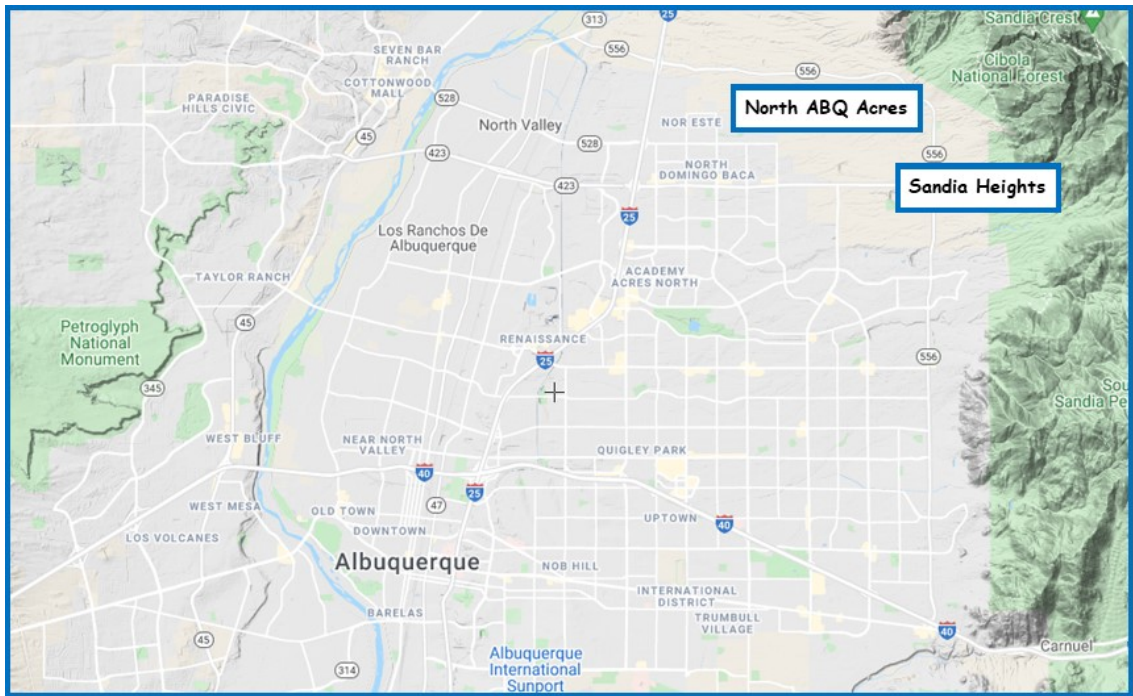 313
25
Sandia Crest
SEVEN BAR
RANCH
556
Cibola
National Forest
COTTONWOOD
MALL
556
PARADISE
HILLS CIVIC
528
North ABQ Acres
North Valley
NOR ESTE
45
528
423
556
NORTH
DOMINGO BACA
423
Sandia Heights
25
Los Ranchos De
Albuquerque
TAYLOR RANCH
ACADEMY
ACRES NORTH
45
Petroglyph
National
Monument
RENAISSANCE
25
556
345
Sou
Sandia Pe
WEST BLUFF
NEAR NORTH
VALLEY
QUIGLEY PARK
40
25
47
WEST MESA
OLD TOWN
UPTOWN
40
LOS VOLCANES
DOWNTOWN
Albuquerque
NOB HILL
INTERNATIONAL
DISTRICT
BARELAS
TRUMBULL
VILLAGE
40
45
Carnuel
314
Albuquerque
International
Sunport